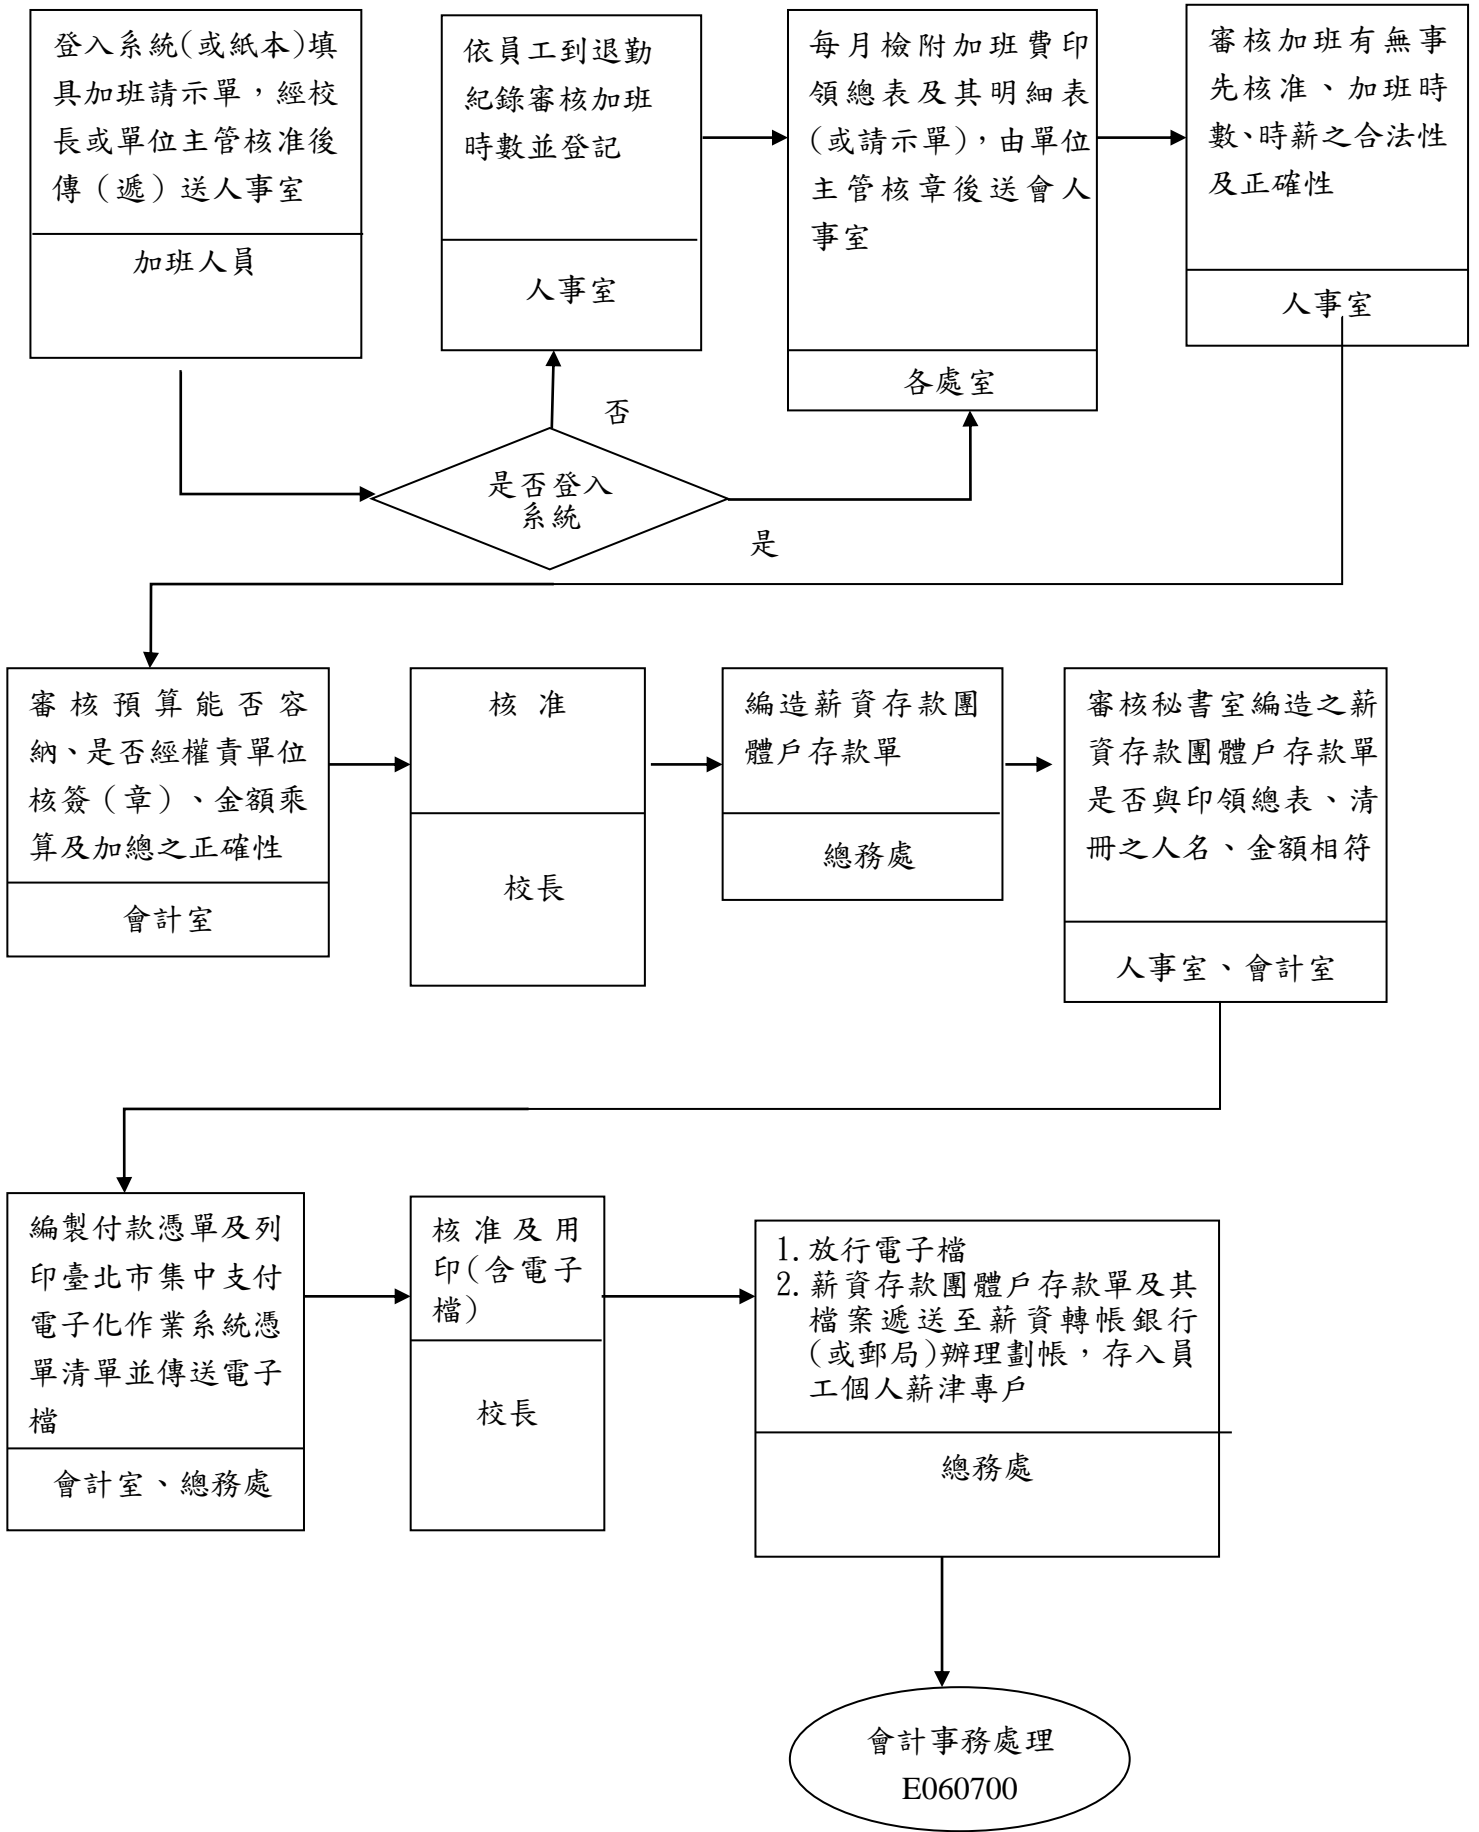 登入系統(或紙本)填
具加班請示單，經校
長或單位主管核准後
傳（遞）送人事室
加班人員
依員工到退勤
紀錄審核加班
時數並登記
人事室
每月檢附加班費印
領總表及其明細表
(或請示單)，由單位
主管核章後送會人
事室
各處室
審核加班有無事
先核准、加班時
數、時薪之合法性
及正確性
人事室
否
是否登入
系統
是
審核預算能否容
納、是否經權責單位
核簽（章）、金額乘
算及加總之正確性
會計室
核准
校長
編造薪資存款團
體戶存款單
總務處
審核秘書室編造之薪
資存款團體戶存款單
是否與印領總表、清
冊之人名、金額相符
人事室、會計室
編製付款憑單及列
印臺北市集中支付
電子化作業系統憑
單清單並傳送電子
檔
會計室、總務處
核准及用
印(含電子
檔)
校長
1.放行電子檔
2.薪資存款團體戶存款單及其
檔案遞送至薪資轉帳銀行
(或郵局)辦理劃帳，存入員
工個人薪津專戶
總務處
會計事務處理
E060700